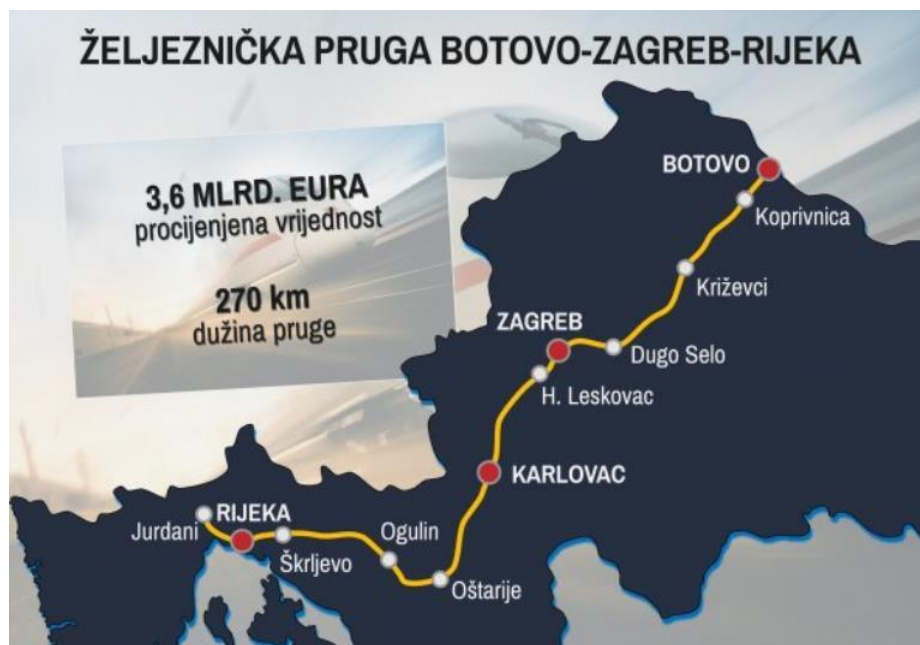 ŽELJEZNIČKA PRUGA BOTOVO-ZAGREB-RIJEKA
3,6 MLRD. EURA
procijenjena vrijednost
270 km
dužina pruge
BOTOVO
Koprivnica
Križevci
ZAGREB
Dugo Selo
H. Leskovac
KARLOVAC
RIJEKA
Jurdani
Ogulin
Škrljevo
Oštarije